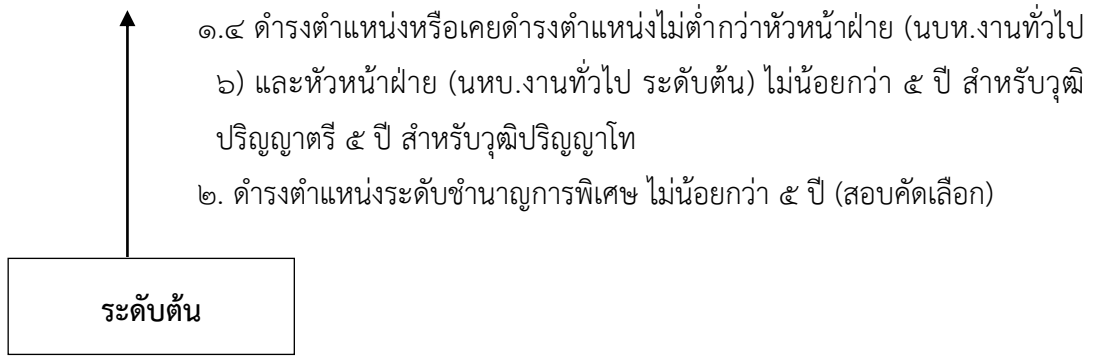 ๑.๔ ดำรงตำแหน่งหรือเคยดำรงตำแหน่งไม่ต่ำกว่าหัวหน้าฝ่าย (นบห.งานทั่วไป
๖) และหัวหน้าฝ่าย (นหบ.งานทั่วไป ระดับต้น) ไม่น้อยกว่า ๕ ปี สำหรับวุฒิ
ปริญญาตรี ๕ ปี สำหรับวุฒิปริญญาโท
๒. ดำรงตำแหน่งระดับชำนาญการพิเศษ ไม่น้อยกว่า ๕ ปี (สอบคัดเลือก)
ระดับต้น